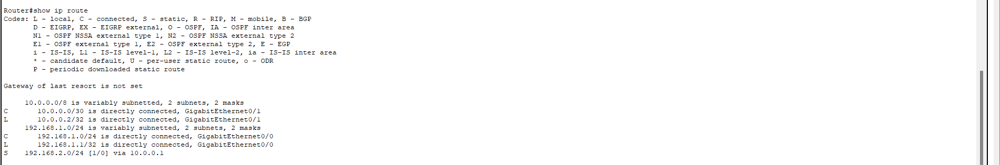 Router#show ip route
Codes: L - local, C - connected, S - static, R - RIP, M - mobile, B - BGP
       D - EIGRP, EX - EIGRP external, O - OSPF, IA - OSPF inter area
       N1 - OSPF NSSA external type 1, N2 - OSPF NSSA external type 2
       E1 - OSPF external type 1, E2 - OSPF external type 2, E - EGP
       i - IS-IS, L1 - IS-IS level-1, L2 - IS-IS level-2, ia - IS-IS inter area
       * - candidate default, U - per-user static route, o - ODR
       P - periodic downloaded static route

Gateway of last resort is not set

     10.0.0.0/8 is variably subnetted, 2 subnets, 2 masks
C       10.0.0.0/30 is directly connected, GigabitEthernet0/1
L       10.0.0.2/32 is directly connected, GigabitEthernet0/1
     192.168.1.0/24 is variably subnetted, 2 subnets, 2 masks
C       192.168.1.0/24 is directly connected, GigabitEthernet0/0
L       192.168.1.1/32 is directly connected, GigabitEthernet0/0
S    192.168.2.0/24 [1/0] via 10.0.0.1